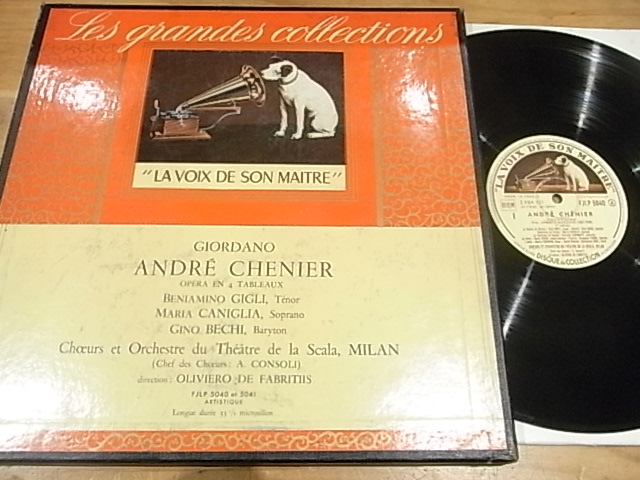 Les grandes collections
"LA VOIX DE SON MAITRE"
GIORDANO
ANDRÉ CHENIER
OPÉRA EN 4 TABLEAUX
BENIAMINO GIGLI, Ténor
MARIA CANIGLIA, Soprano
GINO BECHI, Baryton
Chœurs et Orchestre du Théâtre de la Scala, MILAN
(Chef des Chœurs: A. CONSOLI)
direction: OLIVIERO DE FABRITIIS
FJLP 5040 et 5041
ARTISTIQUE
Longue durée 33 1/3 microsillon
"LA VOIX DE SON MAITRE"
FJLP 5040
1
ANDRÉ CHÉNIER
DISQUE de COLLECTION